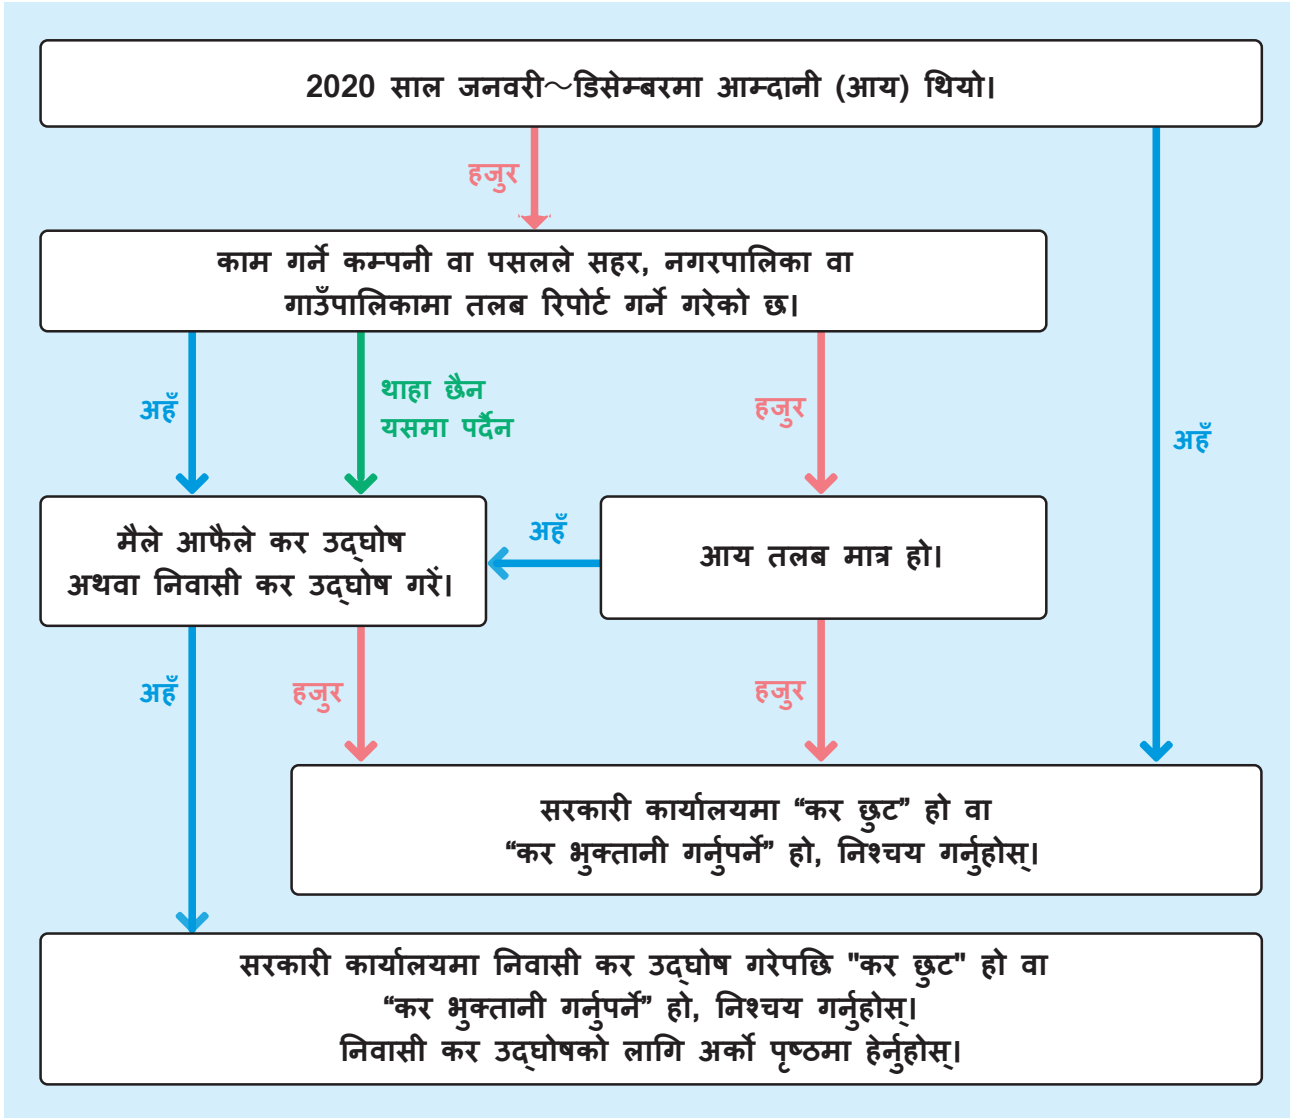 2020 साल जनवरी～डिसेम्बरमा आम्दानी (आय) थियो।
हजुर
काम गर्ने कम्पनी वा पसलले सहर, नगरपालिका वा
गाउँपालिकामा तलब रिपोर्ट गर्ने गरेको छ।
अहँ
थाहा छैन
यसमा पर्दैन
हजुर
अहँ
मैले आफैले कर उद्‌घोष
अथवा निवासी कर उद्‌घोष गरें।
अहँ
आय तलब मात्र हो।
अहँ
हजुर
हजुर
सरकारी कार्यालयमा “कर छुट” हो वा
“कर भुक्तानी गर्नुपर्ने” हो, निश्चय गर्नुहोस्।
सरकारी कार्यालयमा निवासी कर उद्‌घोष गरेपछि "कर छुट" हो वा
“कर भुक्तानी गर्नुपर्ने” हो, निश्चय गर्नुहोस्।
निवासी कर उद्‌घोषको लागि अर्को पृष्ठमा हेर्नुहोस्।